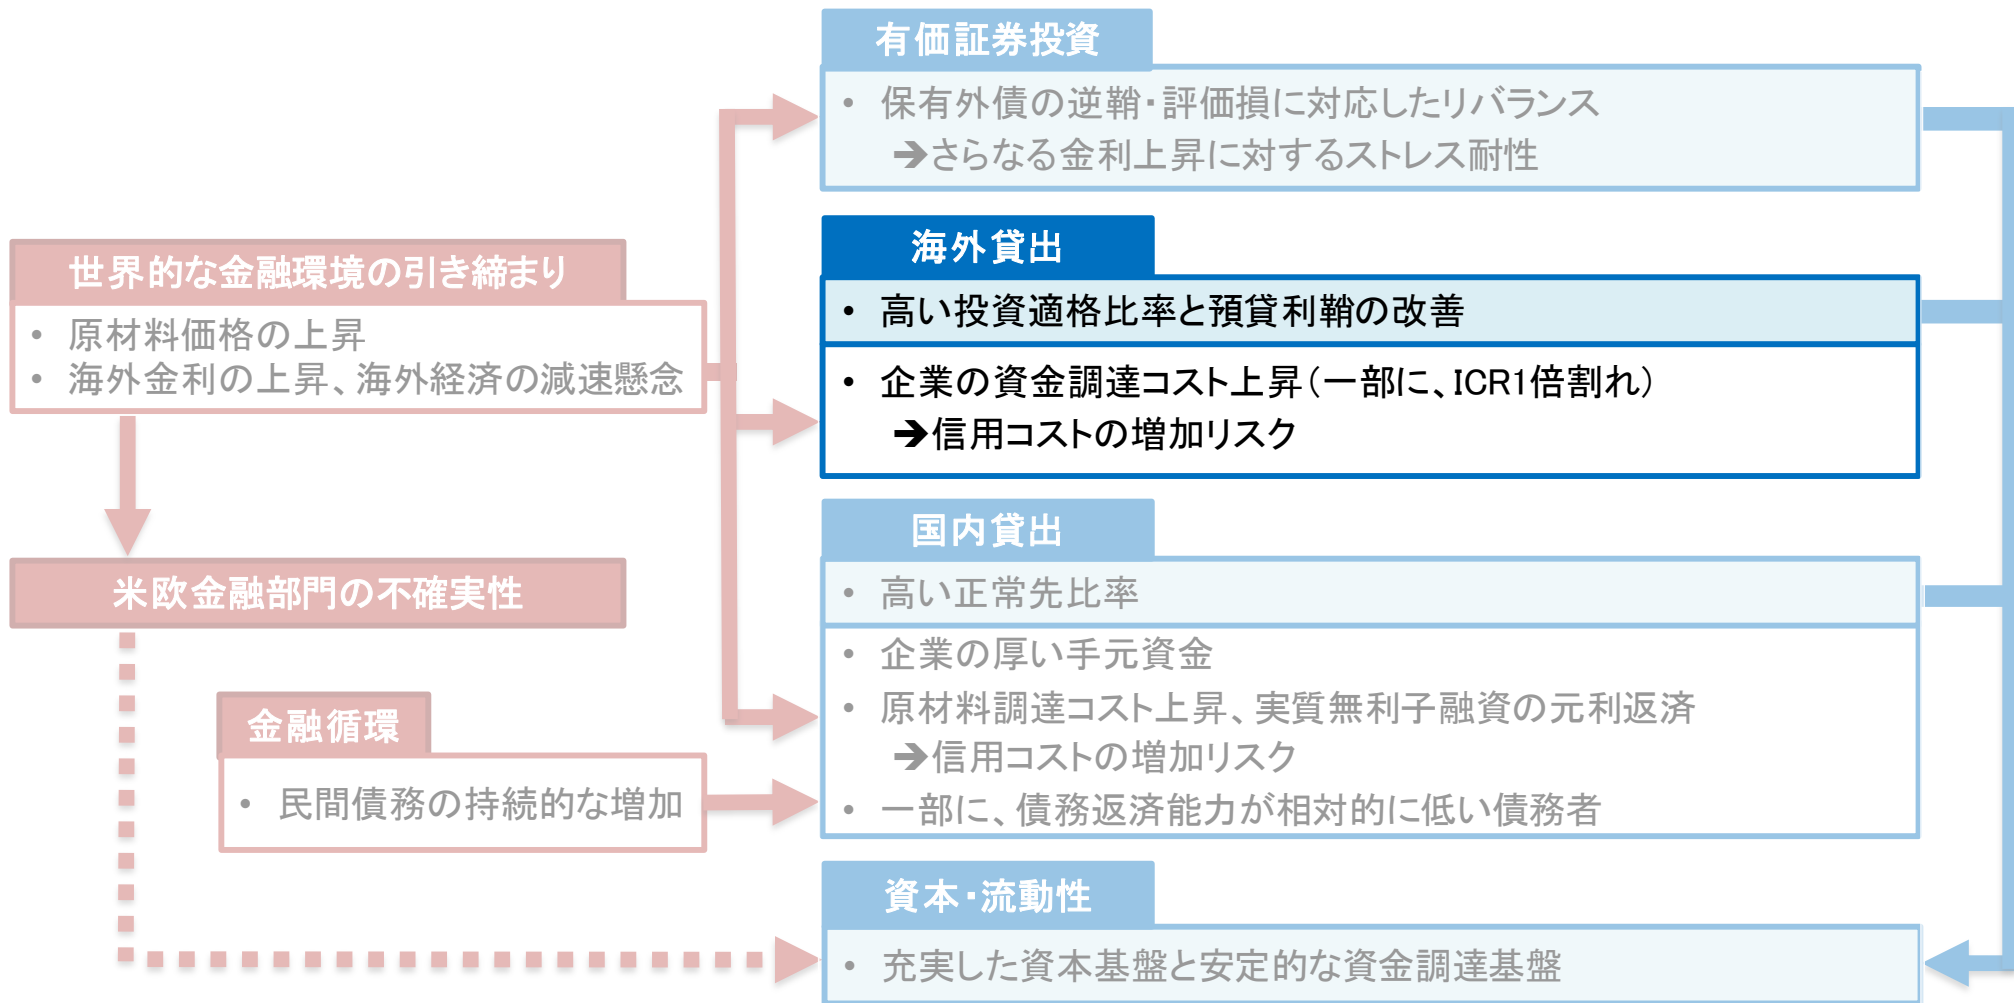 有価証券投資
• 保有外債の逆鞘・評価損に対応したリバランス
➔さらなる金利上昇に対するストレス耐性
世界的な金融環境の引き締まり
• 原材料価格の上昇
• 海外金利の上昇、海外経済の減速懸念
海外貸出
• 高い投資適格比率と預貸利鞘の改善
• 企業の資金調達コスト上昇（一部に、ICR1倍割れ）
➔信用コストの増加リスク
米欧金融部門の不確実性
国内貸出
• 高い正常先比率
• 企業の厚い手元資金
• 原材料調達コスト上昇、実質無利子融資の元利返済
➔信用コストの増加リスク
• 一部に、債務返済能力が相対的に低い債務者
金融循環
• 民間債務の持続的な増加
資本・流動性
• 充実した資本基盤と安定的な資金調達基盤